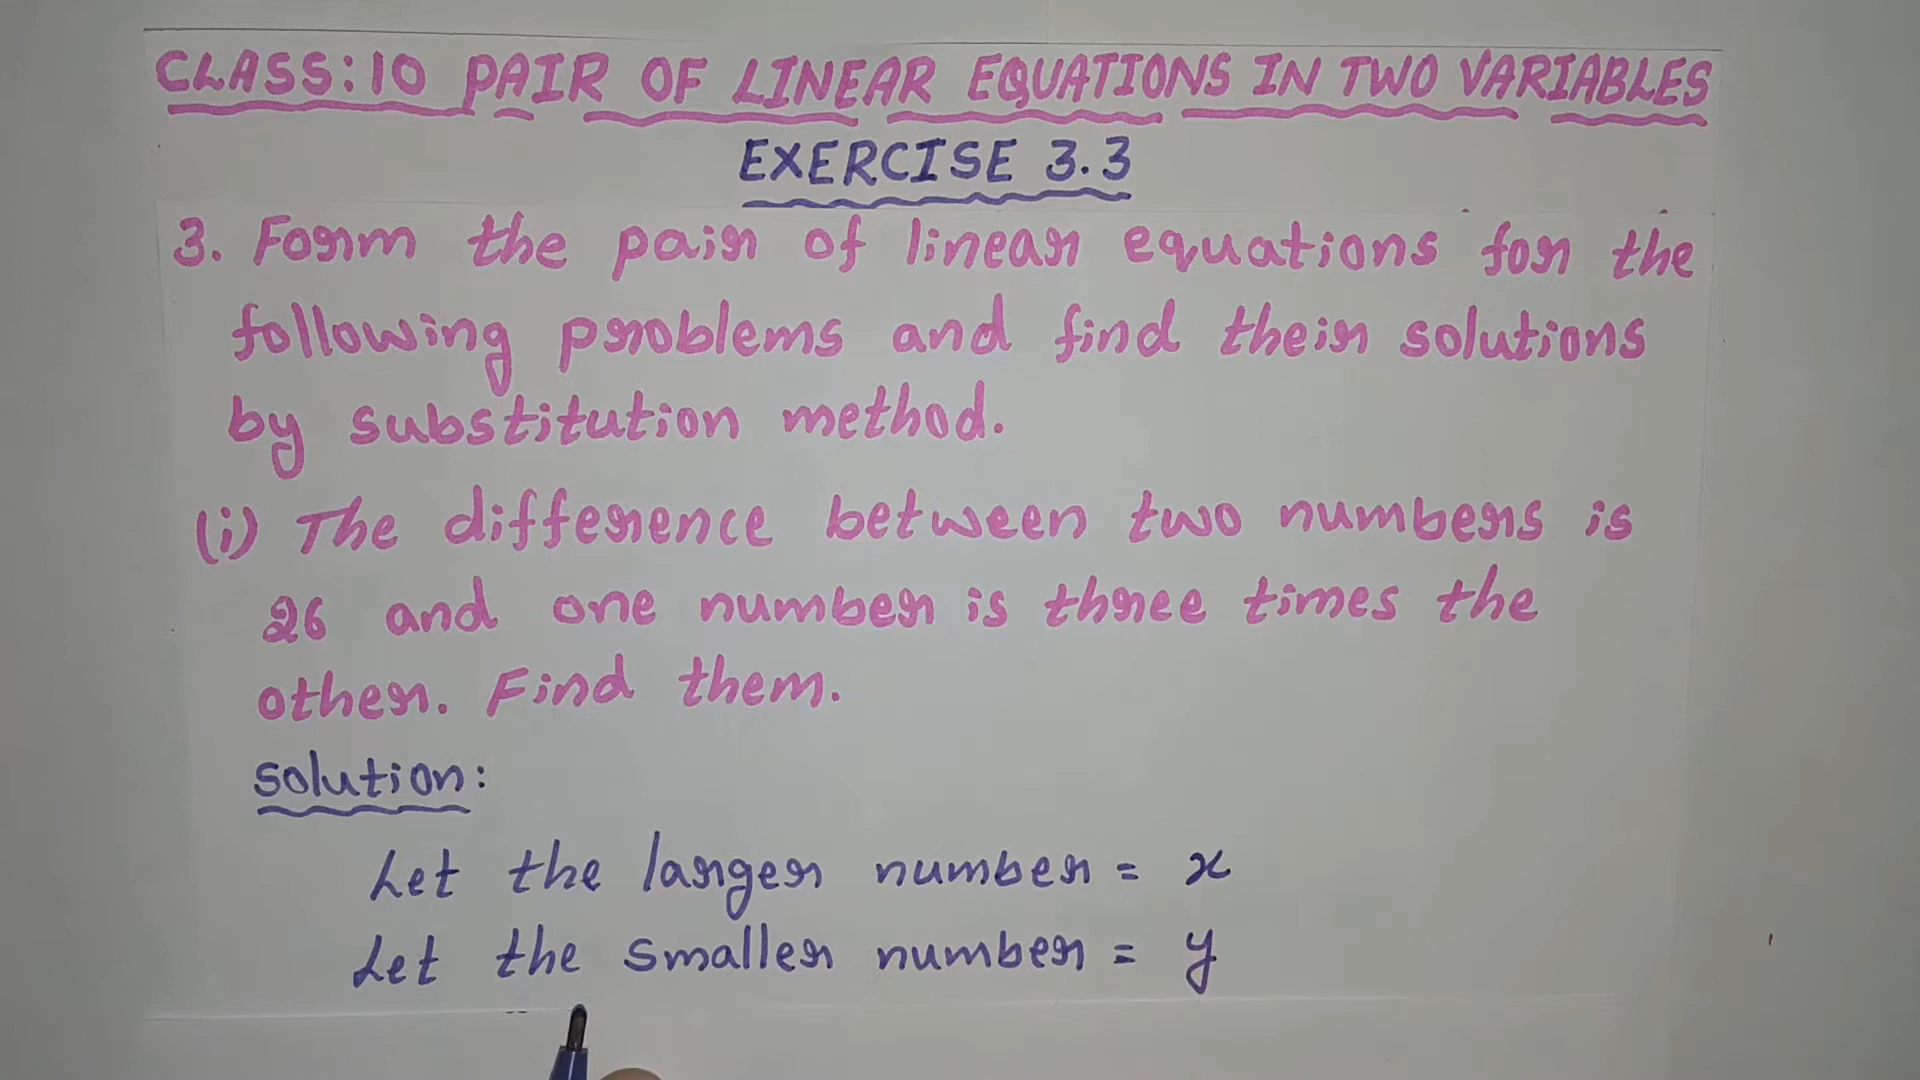 CLASS:10 PAIR OF LINEAR EQUATIONS IN TWO VARIABLES
EXERCISE 3.3
3. Form the pair of linear equations for the
following problems and find their solutions
by substitution method.
(i) The difference between two numbers is
26 and one number is three times the
other. Find them.
Solution:
Let the larger number = x
Let the smaller number = y